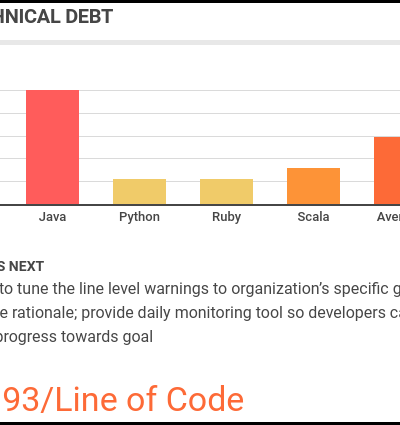 HNICAL DEBT
Java Python Ruby Scala Aver
S NEXT
to tune the line level warnings to organization's specific g
e rationale; provide daily monitoring tool so developers ca
progress towards goal
93/Line of Code